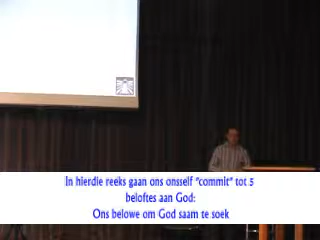 In hierdie reeks gaan ons onsself "commit" tot 5
beloftes aan God:
Ons belowe om God saam te soek